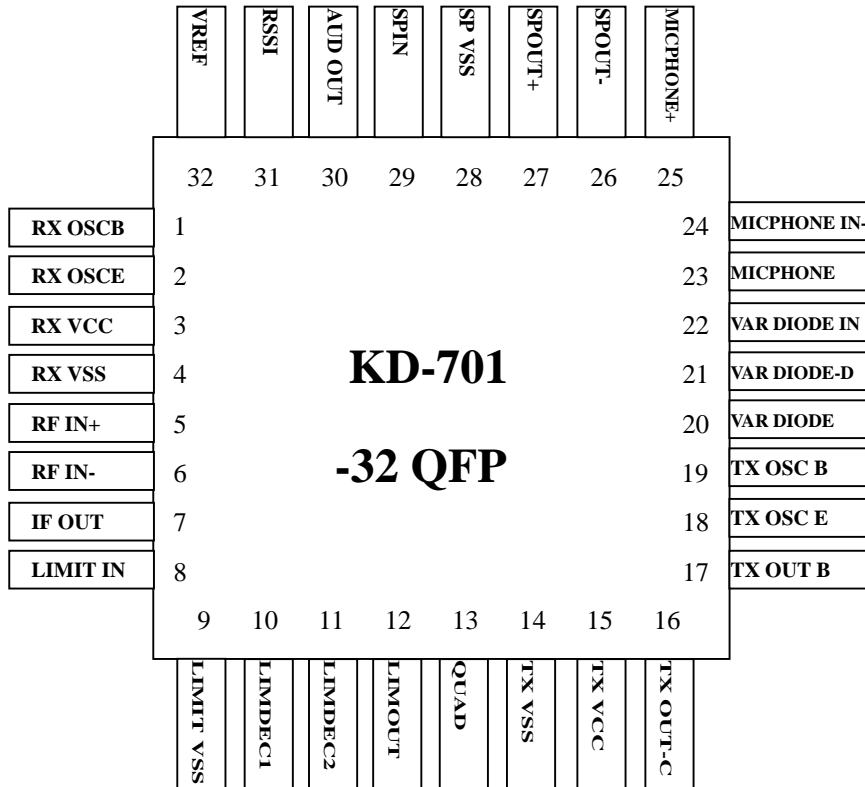 VREF
RSSI
AUD OUT
SPIN
SP VSS
SPOUT+
SPOUT-
MICPHONE+
32 31 30 29 28 27 26 25
RX OSCB 1
RX OSCE 2
RX VCC 3
RX VSS 4
RF IN+ 5
RF IN- 6
IF OUT 7
LIMIT IN 8
KD-701
-32 QFP
24 MICPHONE IN-
23 MICPHONE
22 VAR DIODE IN
21 VAR DIODE-D
20 VAR DIODE
19 TX OSC B
18 TX OSC E
17 TX OUT B
9 10 11 12 13 14 15 16
LIMIT VSS
LIMDEC1
LIMDEC2
LIMOUT
QUAD
TX VSS
TX VCC
TX OUT-C